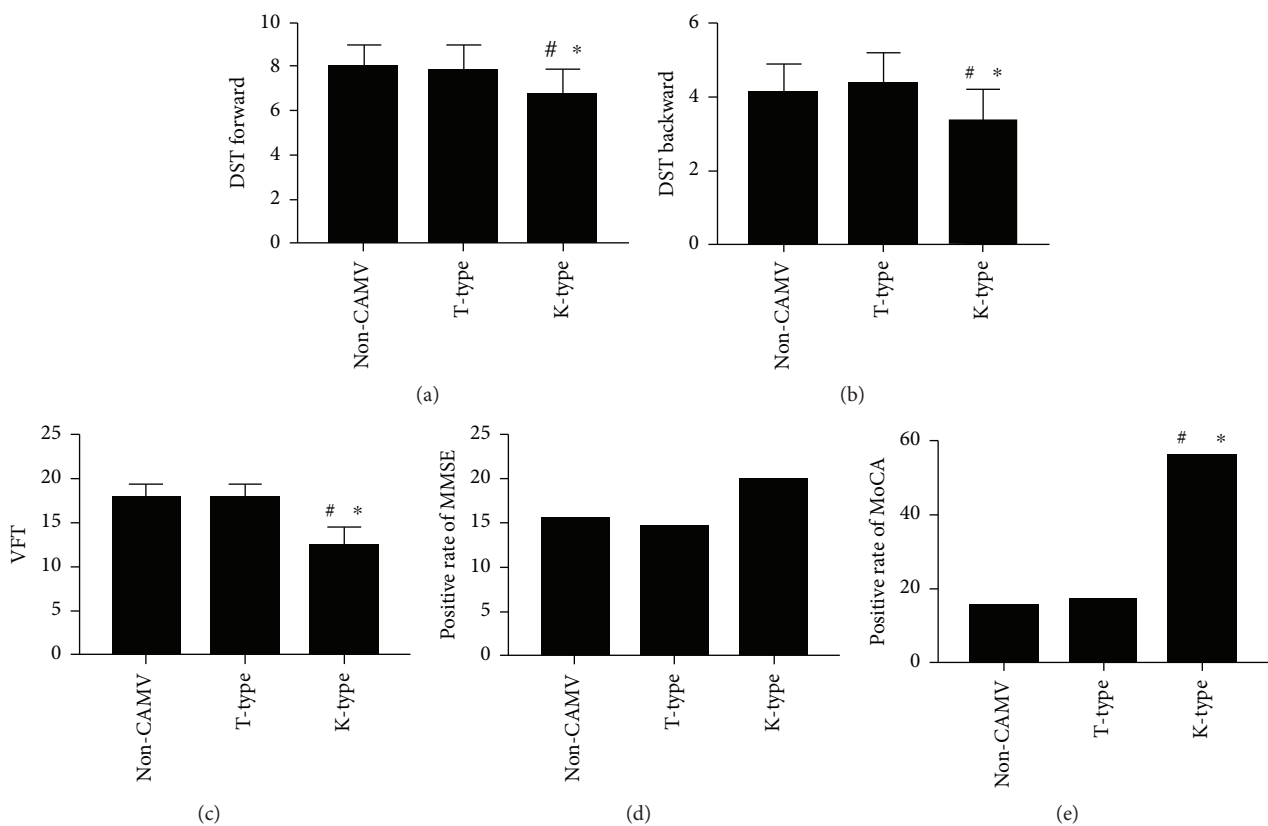 DST forward
10
8
6
4
2
0
# *
Non-CAMV
T-type
K-type
(a)
DST backward
6
4
2
0
# *
Non-CAMV
T-type
K-type
(b)
VFT
25
20
15
10
5
0
# *
Non-CAMV
T-type
K-type
(c)
Positive rate of MMSE
25
20
15
10
5
0
Non-CAMV
T-type
K-type
(d)
Positive rate of MoCA
60
40
20
0
# *
Non-CAMV
T-type
K-type
(e)